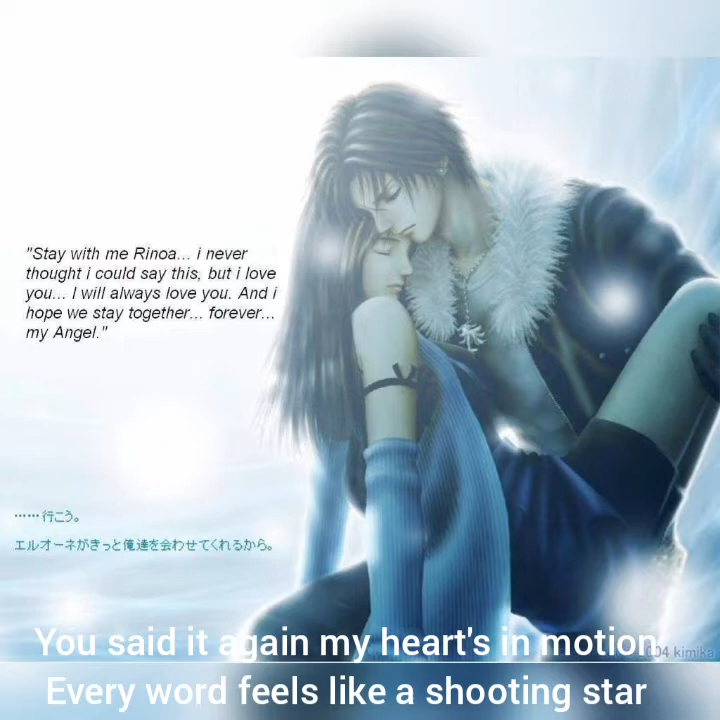 "Stay with me Rinoa... i never
thought i could say this, but i love
you... I will always love you. And i
hope we stay together... forever...
my Angel."
……行こう。
エルオーネがきっと俺達を会わせてくれるから。
You said it again my heart's in motion
Every word feels like a shooting star
kimika